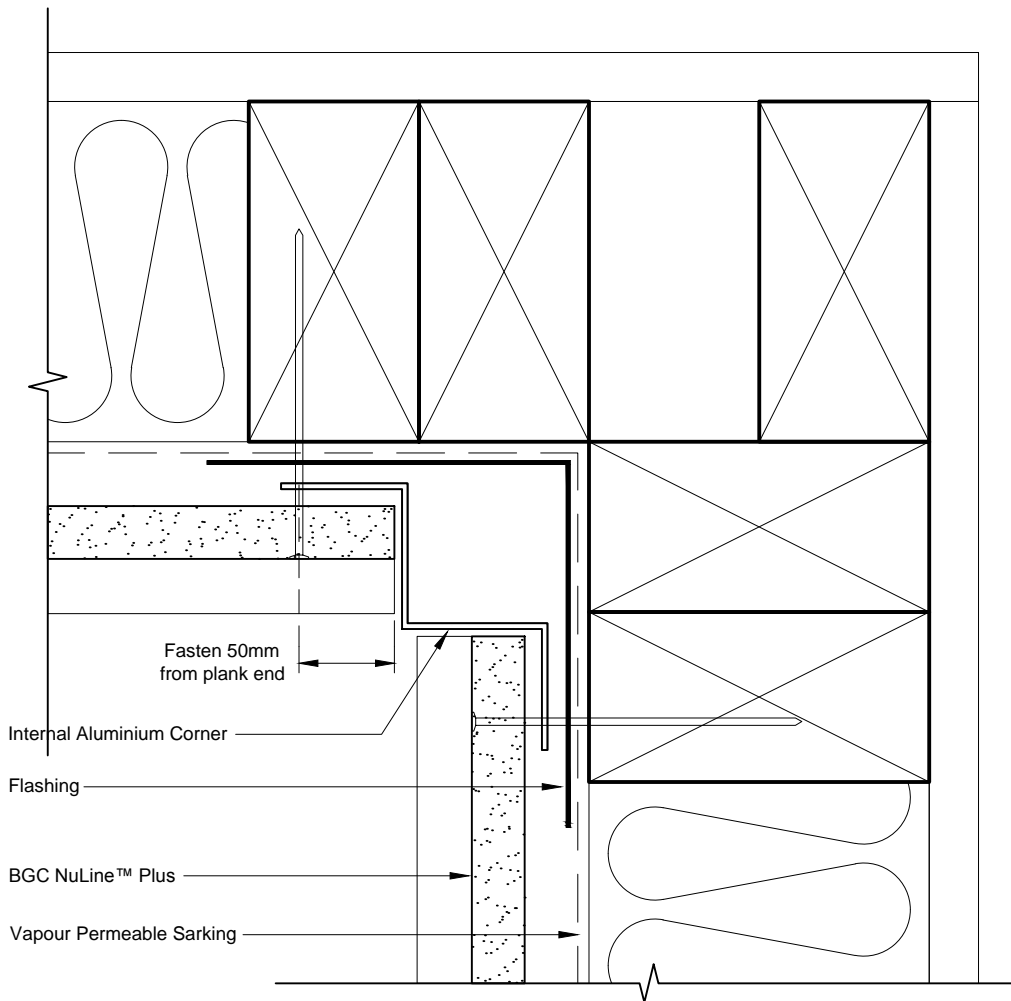 Fasten 50mm
from plank end
Internal Aluminium Corner
Flashing
BGC NuLine™ Plus
Vapour Permeable Sarking